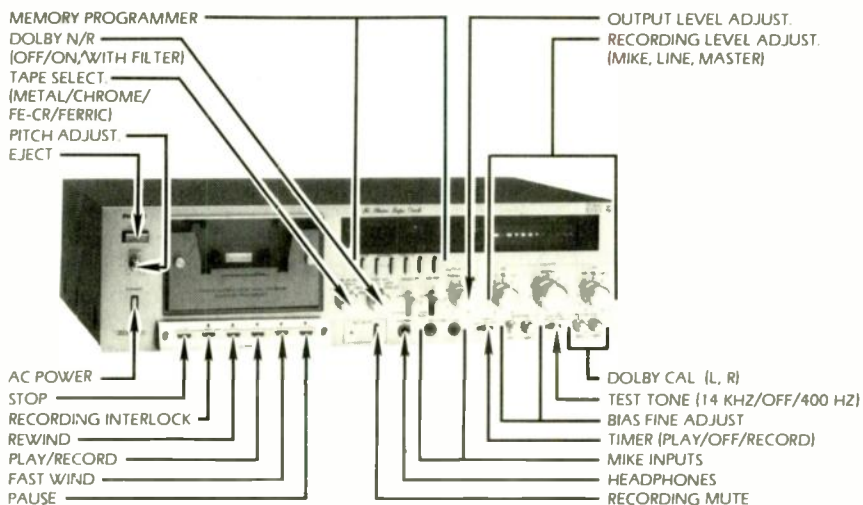 MEMORY PROGRAMMER
DOLBY N/R
(OFF/ON,WITH FILTER)
TAPE SELECT.
(METAL/CHROME/
FE-CR/FERRIC)
PITCH ADJUST.
EJECT
OUTPUT LEVEL ADJUST.
RECORDING LEVEL ADJUST.
(MIKE, LINE, MASTER)
AC POWER
STOP
RECORDING INTERLOCK
REWIND
PLAY/RECORD
FAST WIND
PAUSE
DOLBY CAL (L, R)
TEST TONE (14 KHZ/OFF/400 HZ)
BIAS FINE ADJUST
TIMER (PLAY/OFF/RECORD)
MIKE INPUTS
HEADPHONES
RECORDING MUTE